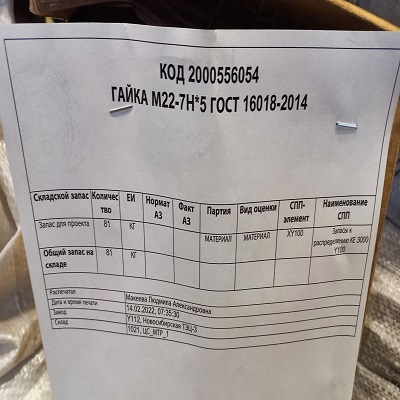 КОД 2000556054
ГАЙКА М22-7Н*5 ГОСТ 16018-2014
Складской запас Количес тво ЕИ Норматив АЗ Факт АЗ Партия Вид оценки СПП-элемент Наименование СПП
Запас для проекта 81 КГ МАТЕРИАЛ МАТЕРИАЛ XY100 Запасы к распределению КЕ 3000 Y100
Общий запас на складе 81 КГ
Распечатал Макеева Людмила Александровна
Дата и время печати 14.02.2022, 07:35:30
Завод Y112, Новосибирская ТЭЦ-3
Склад 1021, ЦС_МТР_1